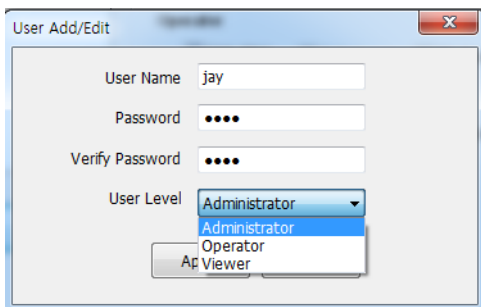 User Add/Edit
User Name jay
Password ••••
Verify Password ••••
User Level Administrator
Administrator
Operator
Viewer